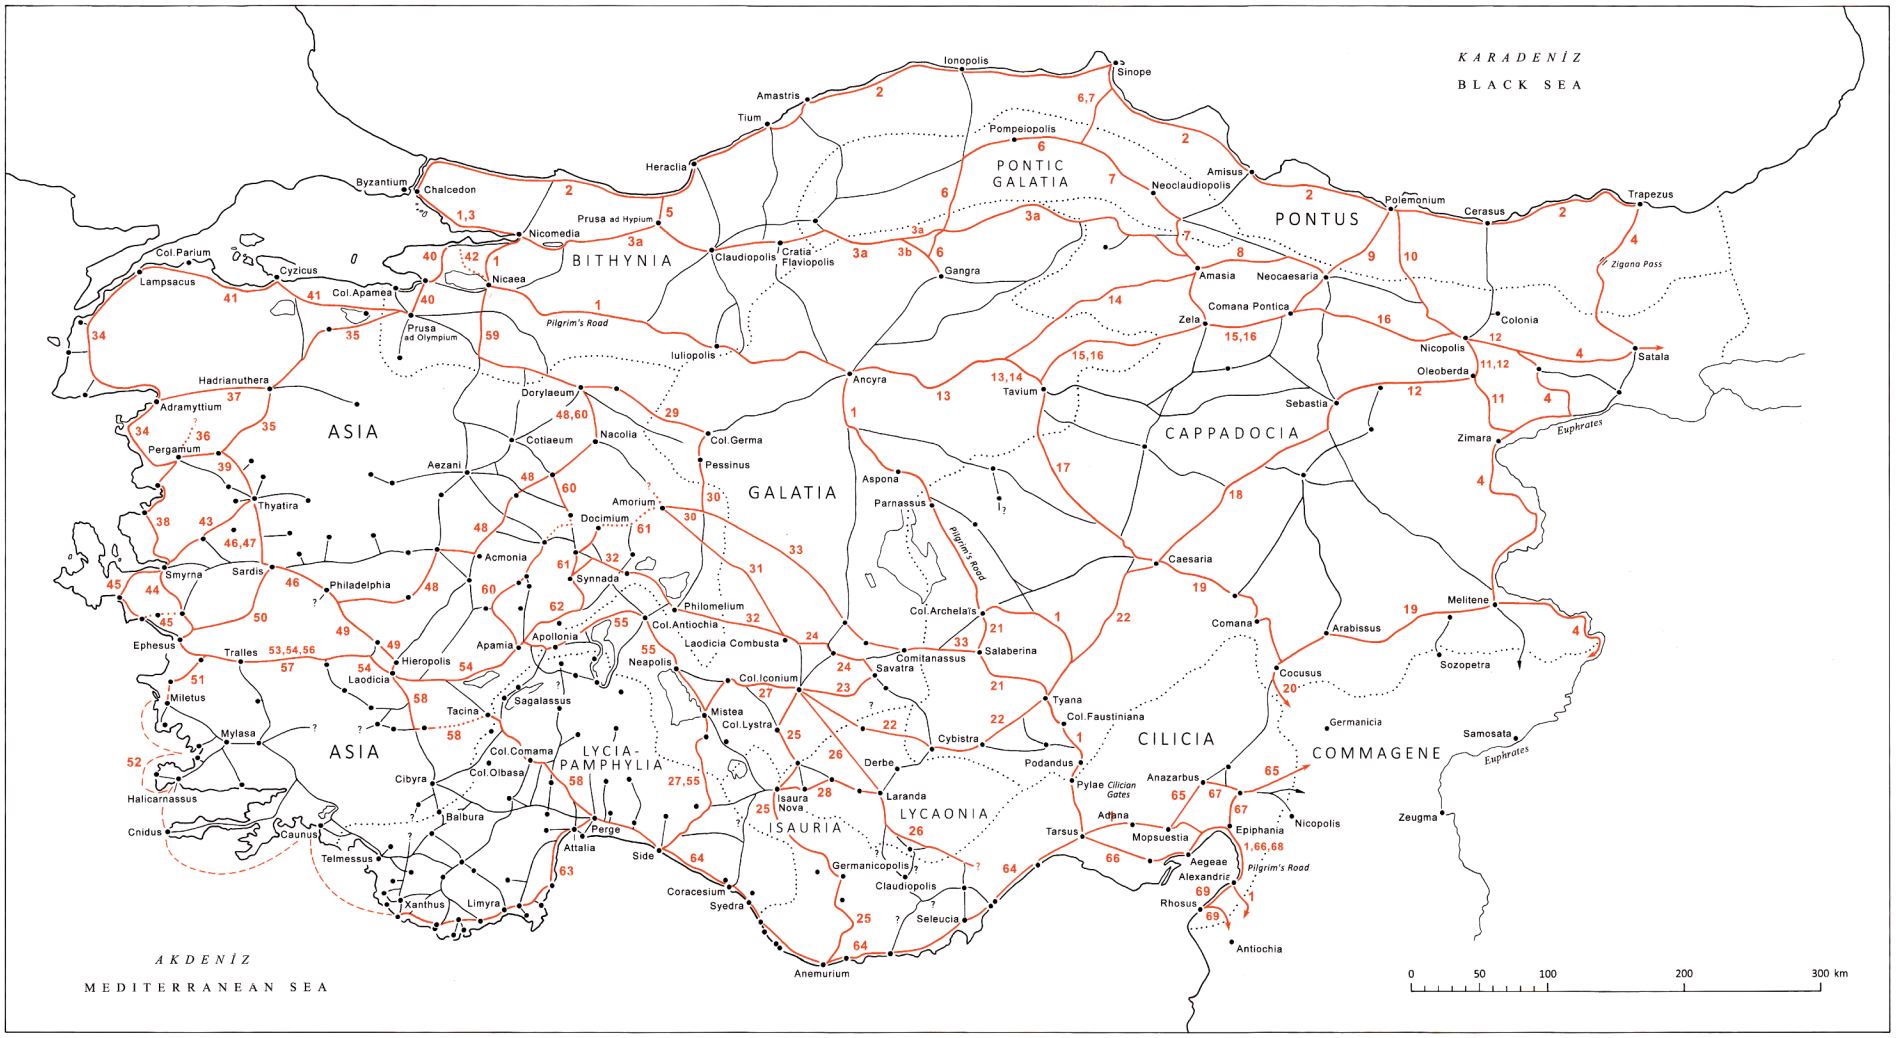 KARADENİZ
BLACK SEA
Ionopolis
Sinope
Amastris
2
6,7
Tium
Pompeiopolis
6
2
PONTIC
GALATIA
Heraclia
7
Amisus
Neoclaudiopolis
Byzantium
Chalcedon
2
6
2
Polemonium
Trapezus
Cerasus
2
1,3
Prusa ad Hypium
5
3a
PONTUS
Nicomedia
3a
3a
7
4
Col.Parium
40
42
1
BITHYNIA
Claudiopolis
Cratia
Flaviopolis
3a
3b
6
8
9
10
Zigana Pass
Cyzicus
Lampsacus
Nicaea
Gangra
Amasia
Neocaesaria
41
41
Col.Apamea
40
1
14
Comana Pontica
Pilgrim's Road
Zela
16
Colonia
34
35
Prusa
ad Olympium
59
15,16
12
Nicopolis
Iuliopolis
15,16
4
Satala
Oleoberda
11,12
Hadrianuthera
Ancyra
13,14
37
Dorylaeum
13
Tavium
12
11
4
Adramyttium
48,60
29
1
Sebastia
34
36
?
35
ASIA
Cotiaeum
Nacolia
Col.Germa
CAPPADOCIA
Zimara
Euphrates
Pergamum
39
Aezani
Pessinus
17
48
60
Aspona
4
?
30
GALATIA
18
Thyatira
Amorium
Parnassus
?
38
43
Docimium
61
30
46,47
48
33
Pilgrim's Road
Acmonia
61
32
Caesaria
Smyrna
Sardis
46
Philadelphia
48
60
Synnada
31
19
45
44
?
62
Philomelium
Col.Archelaïs
Melitene
19
45
50
49
55
Col.Antiochia
32
1
22
Comana
Arabissus
4
Ephesus
49
Apollonia
24
21
53,54,56
Apamia
Laodicia Combusta
33
Salaberina
Tralles
57
54
Hieropolis
54
55
Neapolis
24
Comitanassus
Sozopetra
Laodicia
Savatra
Cocusus
51
58
?
Col.Iconium
27
23
21
20
Miletus
Sagalassus
Tyana
Tacina
Mistea
?
Col.Faustiniana
Germanicia
?
?
58
Col.Lystra
22
22
Mylasa
25
Cybistra
1
CILICIA
Samosata
ASIA
Col.Comama
LYCIA-
PAMPHYLIA
26
COMMAGENE
Euphrates
52
Col.Olbasa
Derbe
Podandus
Cibyra
58
27,55
Anazarbus
65
28
Pylae Cilician
Gates
65
67
Halicarnassus
Isaura
Nova
Laranda
Balbura
?
25
LYCAONIA
67
Zeugma
Cnidus
Caunus
Perge
ISAURIA
26
Adana
Nicopolis
?
Attalia
Tarsus
Mopsuestia
Epiphania
Telmessus
Side
?
66
1,66,68
64
Germanicopolis
?
64
Aegeae
Pilgrim's Road
63
?
Claudiopolis
Alexandria
Coracesium
69
1
Xanthus
Limyra
Syedra
Rhosus
25
?
Seleucia
69
?
64
Antiochia
AKDENİZ
MEDITERRANEAN SEA
Anemurium
0 50 100 200 300 km